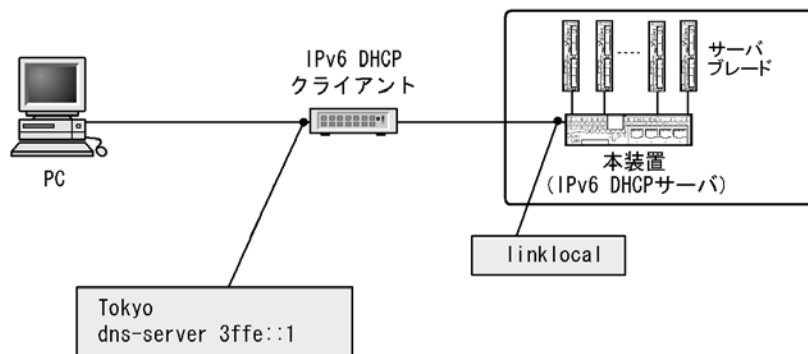 IPv6 DHCP
クライアント
サーバ
ブレード
PC
本装置
(IPv6 DHCPサーバ)
linklocal
Tokyo
dns-server 3ffe::1